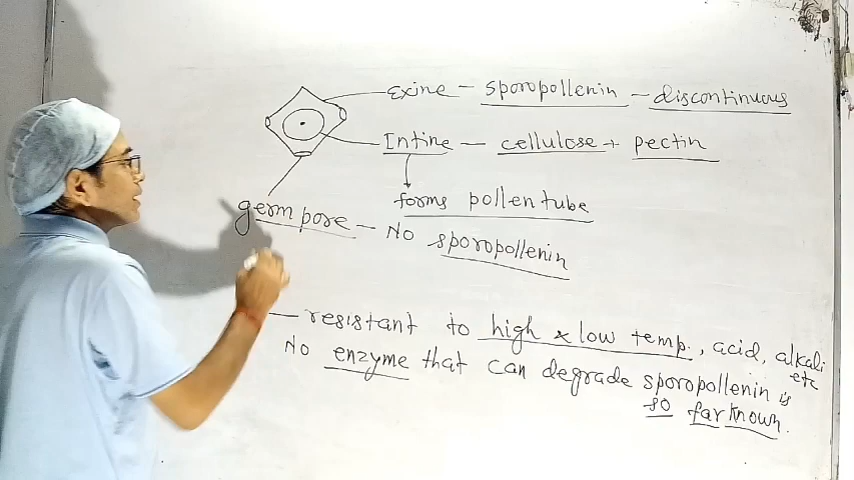 Exine - sporopollenin - discontinuous
Intine - cellulose + pectin
forms pollen tube
germ pore - No sporopollenin
- resistant to high & low temp., acid, alkali etc
No enzyme that can degrade sporopollenin is so far known.